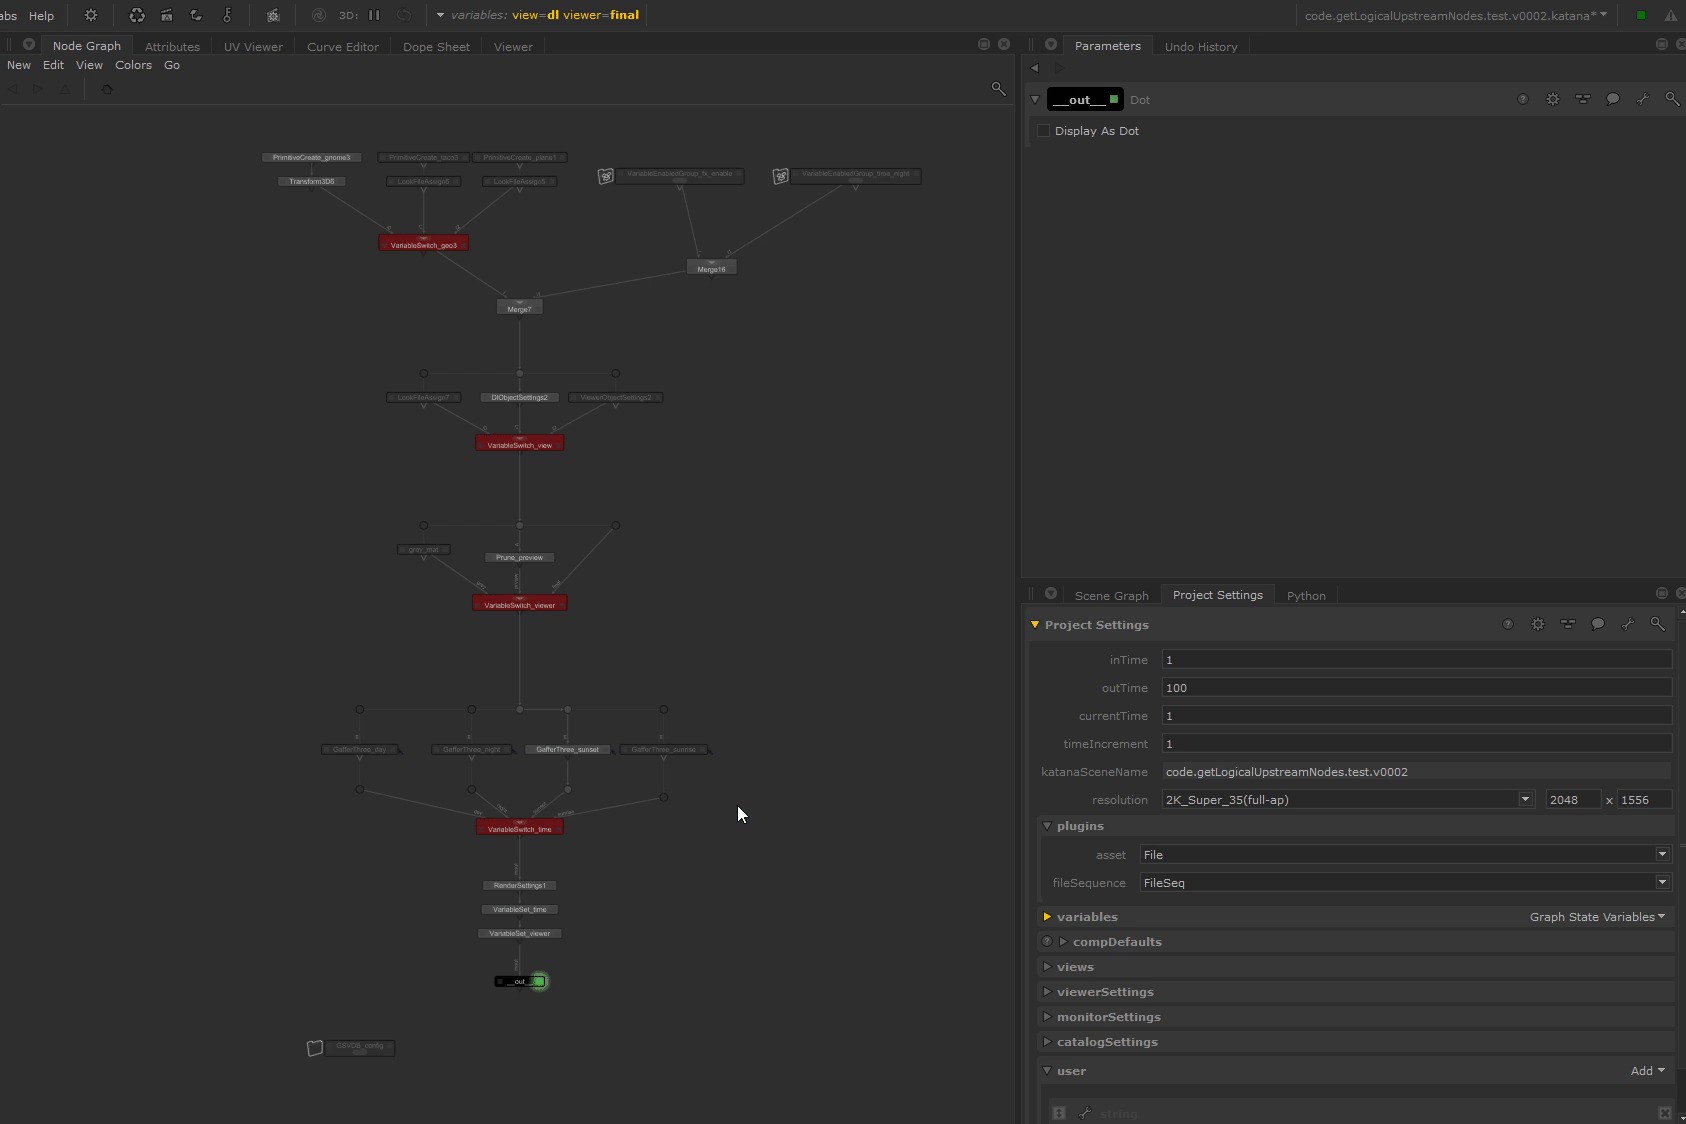 abs Help 3D: variables: view=dl viewer=final code.getLogicalUpstreamNodes.test.v0002.katana*
Node Graph Attributes UV Viewer Curve Editor Dope Sheet Viewer
New Edit View Colors Go
PrimitiveCreate_gnome3 PrimitiveCreate_taco3 PrimitiveCreate_plane1
VariableEnabledGroup_fx_enable VariableEnabledGroup_time_night
Transform3D6 LookFileAssign6 LookFileAssign5
VariableSwitch_geo3
Merge16
Merge7
LookFileAssign7 DlObjectSettings2 ViewerObjectSettings2
VariableSwitch_view
grey_mat Prune_preview
VariableSwitch_viewer
GafferThree_day GafferThree_night GafferThree_sunset GafferThree_sunrise
VariableSwitch_time
RenderSettings1
VariableSet_time
VariableSet_viewer
__out__
GSVDB_config
Parameters Undo History
__out__ Dot
Display As Dot
Scene Graph Project Settings Python
Project Settings
inTime 1
outTime 100
currentTime 1
timeIncrement 1
katanaSceneName code.getLogicalUpstreamNodes.test.v0002
resolution 2K_Super_35(full-ap) 2048 x 1556
plugins
asset File
fileSequence FileSeq
variables Graph State Variables
compDefaults
views
viewerSettings
monitorSettings
catalogSettings
user Add
string